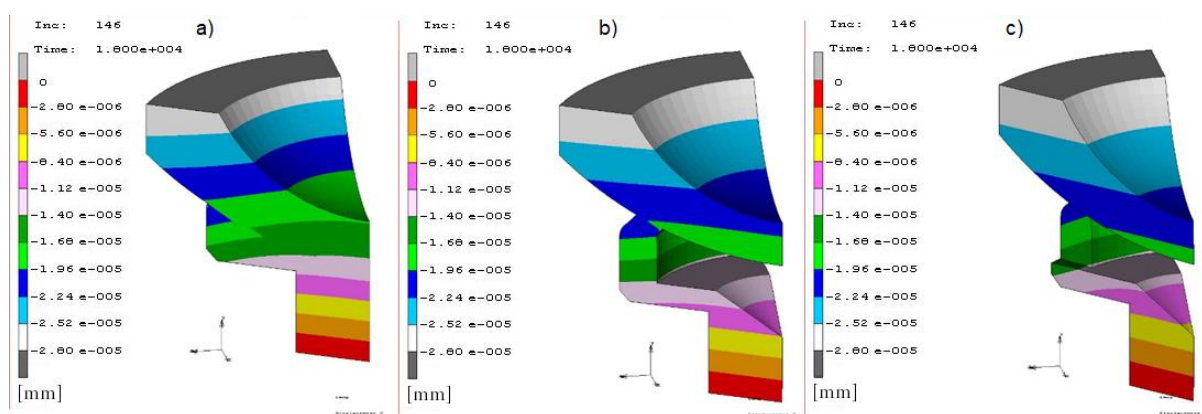 Inc: 146
Time: 1.800e+004
a)
0
-2.80 e-006
-5.60 e-006
-8.40 e-006
-1.12 e-005
-1.40 e-005
-1.68 e-005
-1.96 e-005
-2.24 e-005
-2.52 e-005
-2.80 e-005
[mm]
Inc: 146
Time: 1.800e+004
b)
0
-2.80 e-006
-5.60 e-006
-8.40 e-006
-1.12 e-005
-1.40 e-005
-1.68 e-005
-1.96 e-005
-2.24 e-005
-2.52 e-005
-2.80 e-005
[mm]
Inc: 146
Time: 1.800e+004
c)
0
-2.80 e-006
-5.60 e-006
-8.40 e-006
-1.12 e-005
-1.40 e-005
-1.68 e-005
-1.96 e-005
-2.24 e-005
-2.52 e-005
-2.80 e-005
[mm]